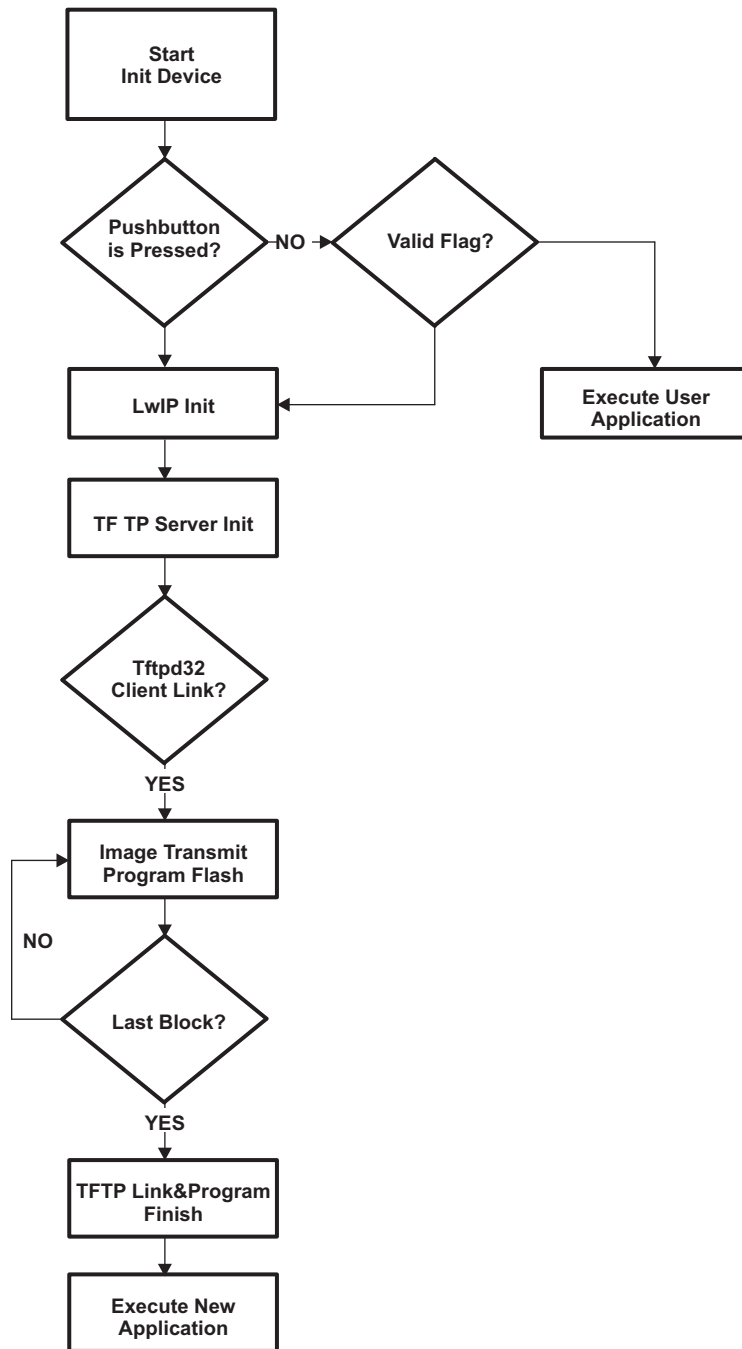 Start
Init Device
Pushbutton
is Pressed?
NO
Valid Flag?
LwIP Init
Execute User
Application
TF TP Server Init
Tftpd32
Client Link?
YES
Image Transmit
Program Flash
NO
Last Block?
YES
TFTP Link&Program
Finish
Execute New
Application